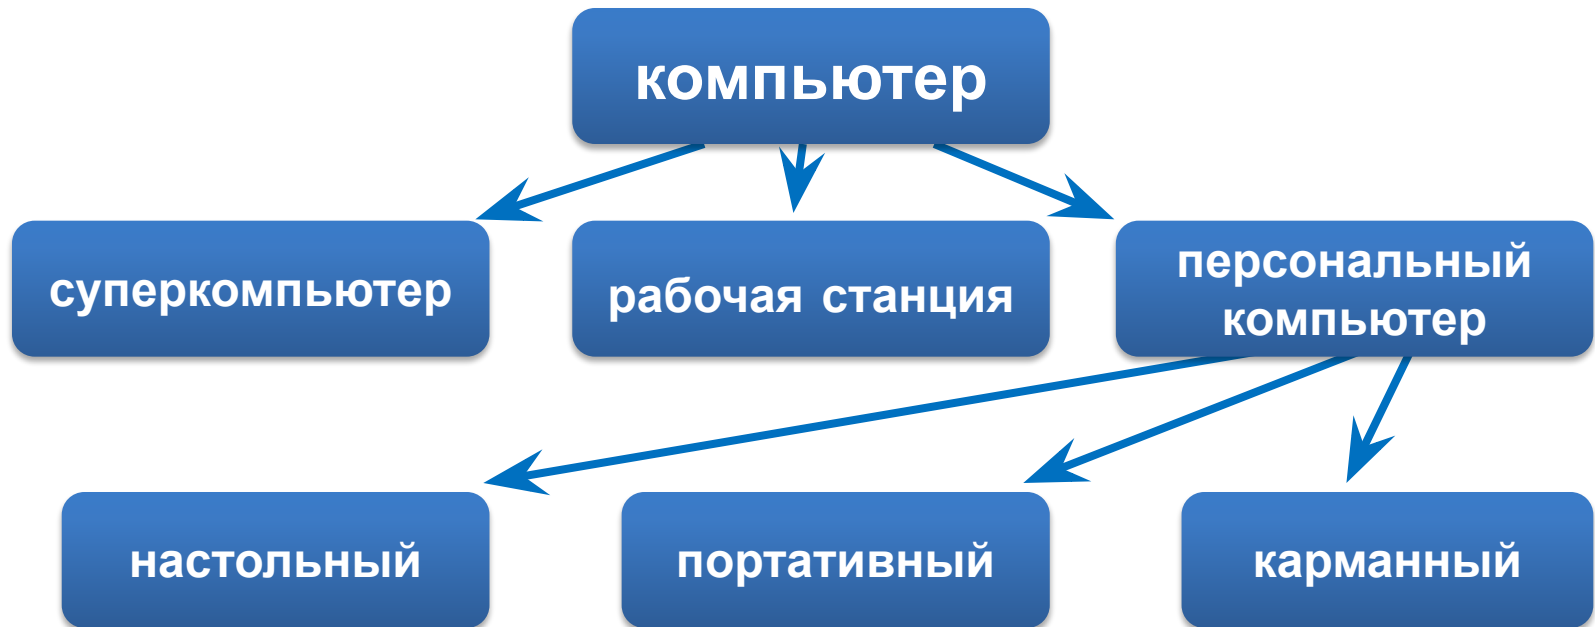 компьютер
суперкомпьютер
рабочая станция
персональный
компьютер
настольный
портативный
карманный